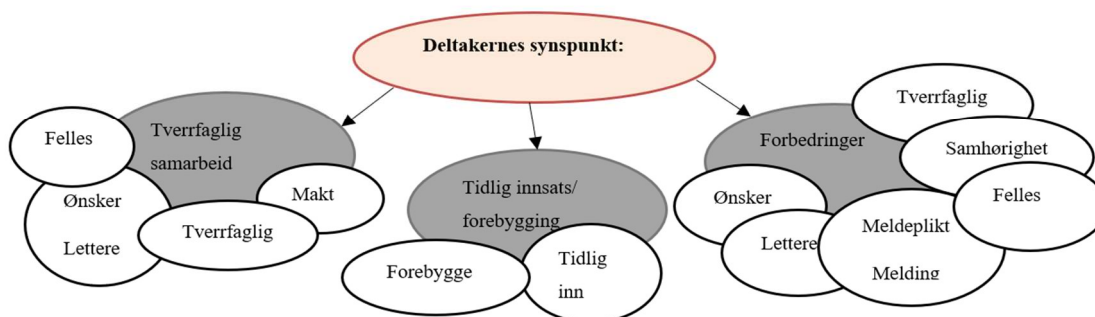 Deltakernes synspunkt:
Tverrfaglig
samarbeid
Felles
Ønsker
Lettere
Tverrfaglig
Makt
Tidlig innsats/
forebygging
Forebygge
Tidlig
inn
Forbedringer
Tverrfaglig
Samhørighet
Felles
Ønsker
Lettere
Meldeplikt
Melding